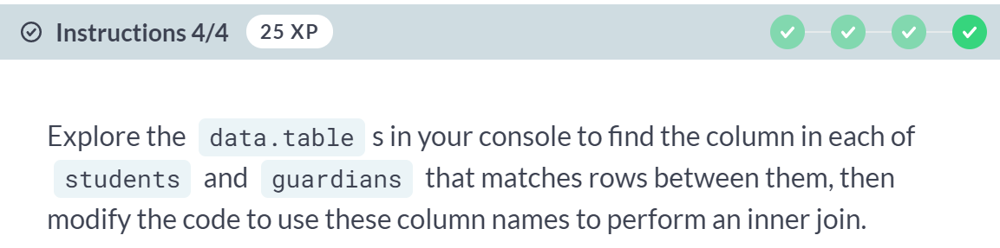 Instructions 4/4 25 XP
Explore the data.table s in your console to find the column in each of
students and guardians that matches rows between them, then
modify the code to use these column names to perform an inner join.